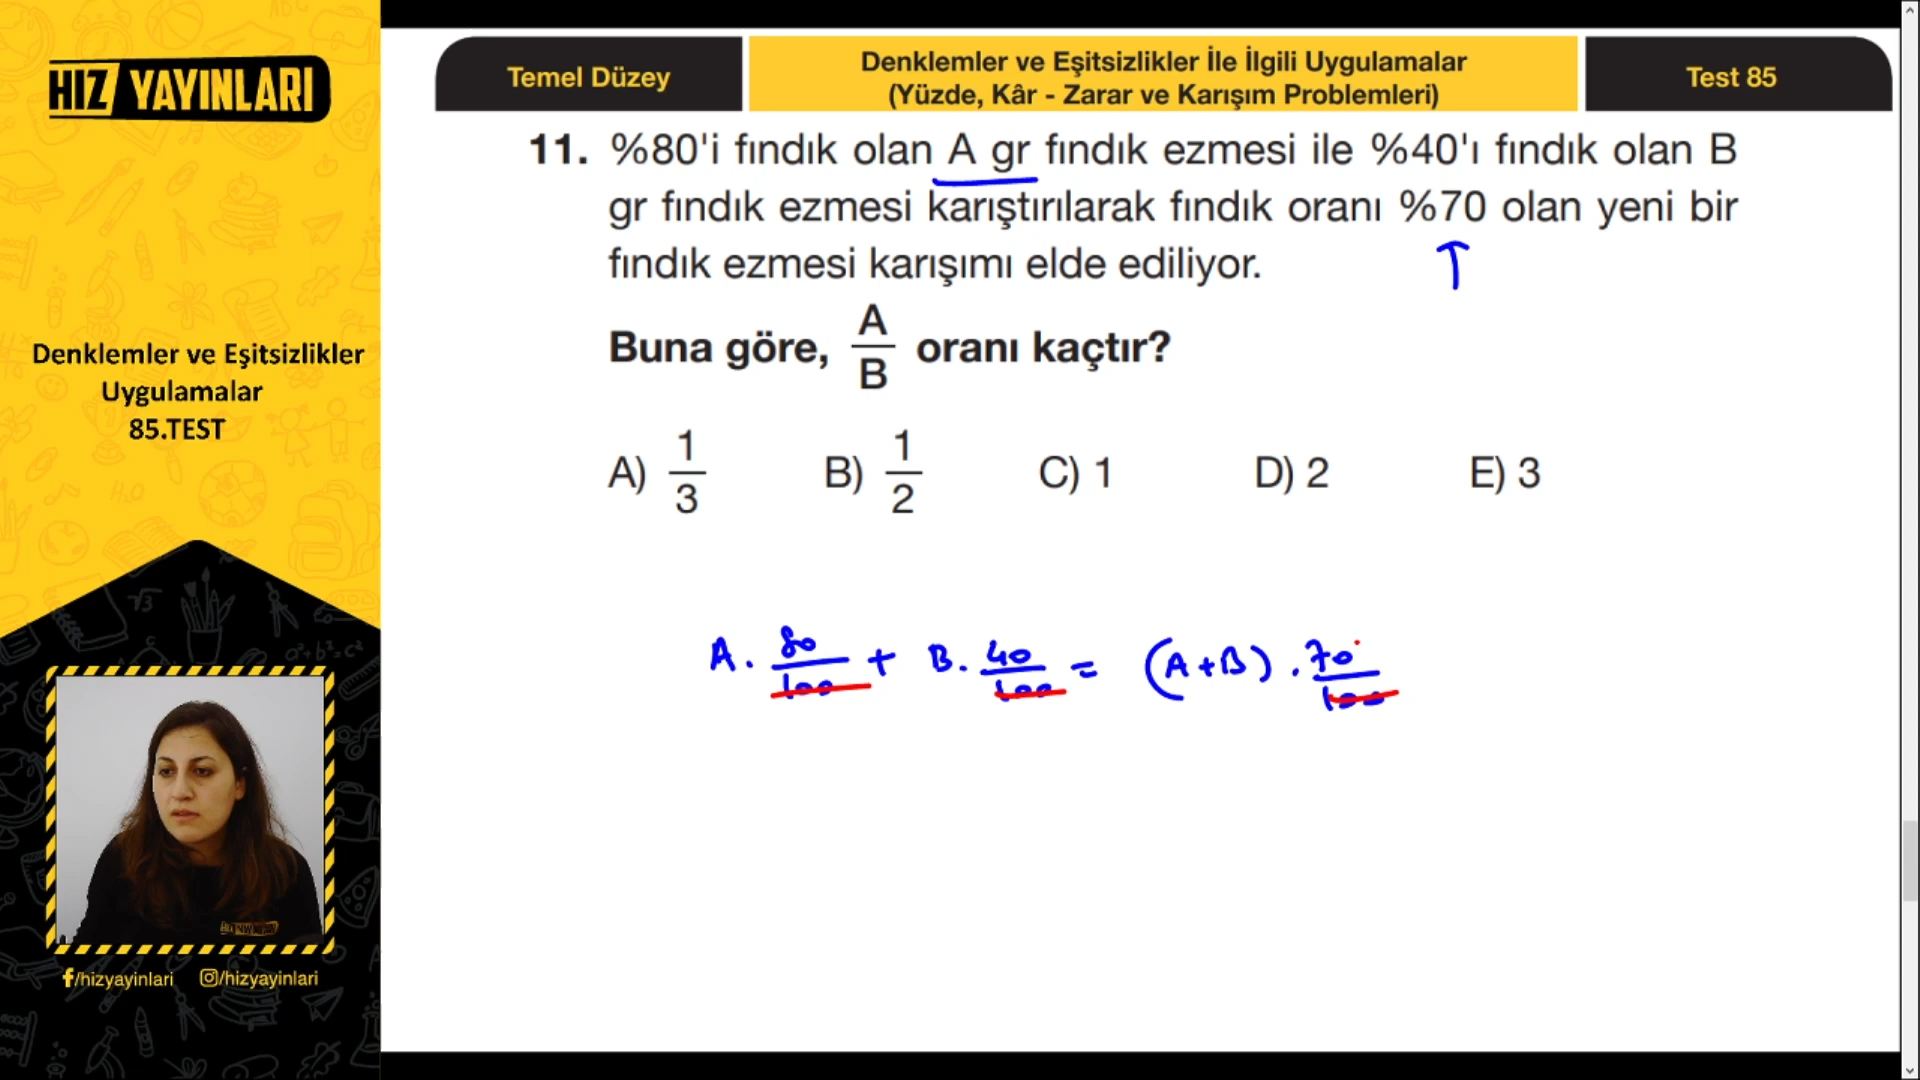 HIZ YAYINLARI
Denklemler ve Eşitsizlikler
Uygulamalar
85.TEST
f/hizyayinlari /hizyayinlari
Temel Düzey
Denklemler ve Eşitsizlikler İle İlgili Uygulamalar
(Yüzde, Kâr - Zarar ve Karışım Problemleri)
Test 85
11. %80'i fındık olan A gr fındık ezmesi ile %40'ı fındık olan B
gr fındık ezmesi karıştırılarak fındık oranı %70 olan yeni bir
fındık ezmesi karışımı elde ediliyor.
Buna göre, A/B oranı kaçtır?
A) 1/3 B) 1/2 C) 1 D) 2 E) 3
A. 80/100 + B. 40/100 = (A+B) . 70/100